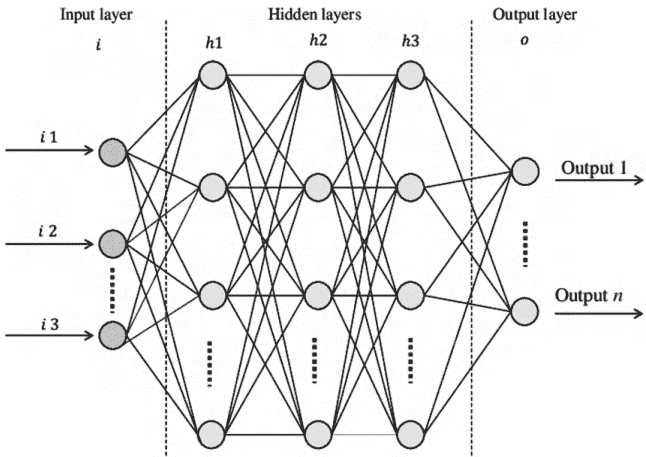 Input layer
Hidden layers
Output layer
i
h1
h2
h3
o
i 1
i 2
i 3
Output 1
Output n